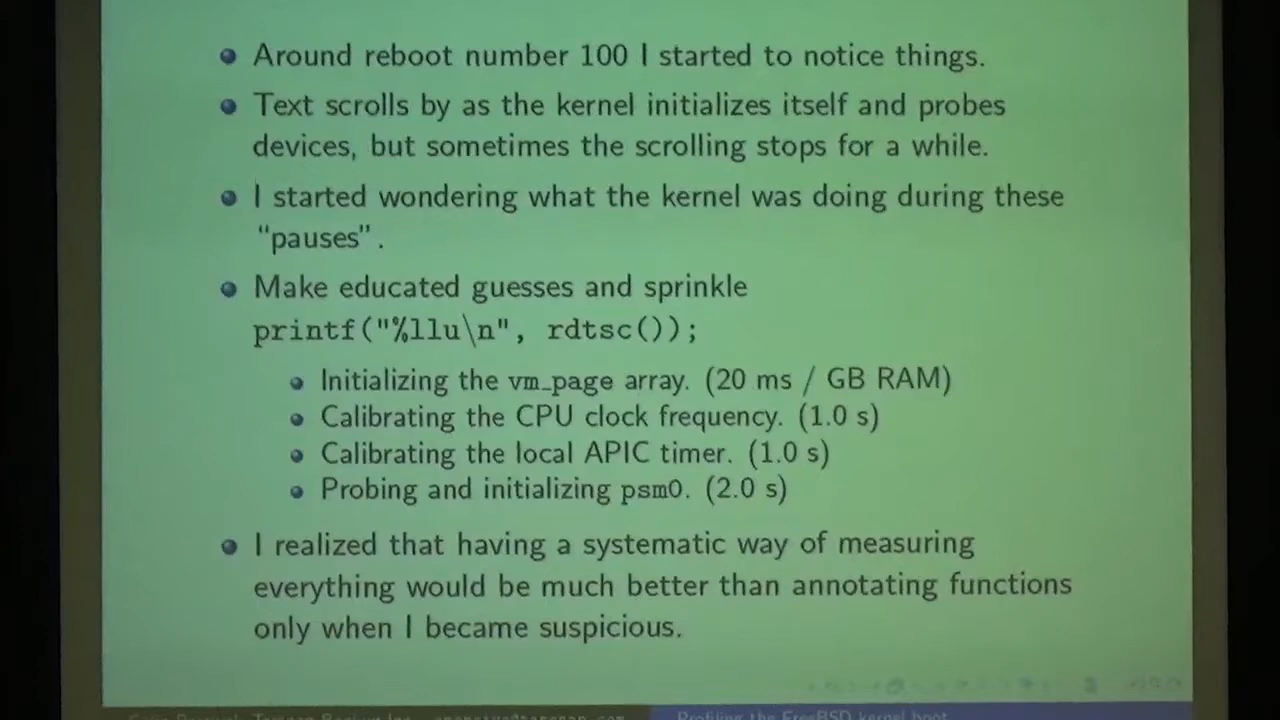 Around reboot number 100 I started to notice things.
Text scrolls by as the kernel initializes itself and probes
devices, but sometimes the scrolling stops for a while.
I started wondering what the kernel was doing during these
“pauses”.
Make educated guesses and sprinkle
printf("%llu\n", rdtsc());
Initializing the vm_page array. (20 ms / GB RAM)
Calibrating the CPU clock frequency. (1.0 s)
Calibrating the local APIC timer. (1.0 s)
Probing and initializing psm0. (2.0 s)
I realized that having a systematic way of measuring
everything would be much better than annotating functions
only when I became suspicious.
Profiling the FreeBSD kernel boot